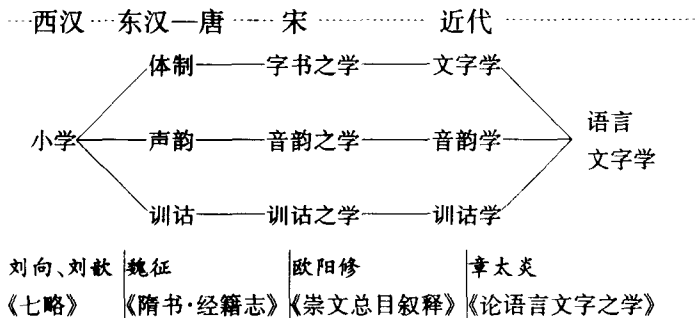 西汉 东汉—唐 宋 近代
体制 字书之学 文字学
小学 声韵 音韵之学 音韵学 语言
文字学
训诂 训诂之学 训诂学
刘向、刘歆 魏征 欧阳修 章太炎
《七略》 《隋书·经籍志》 《崇文总目叙释》 《论语言文字之学》